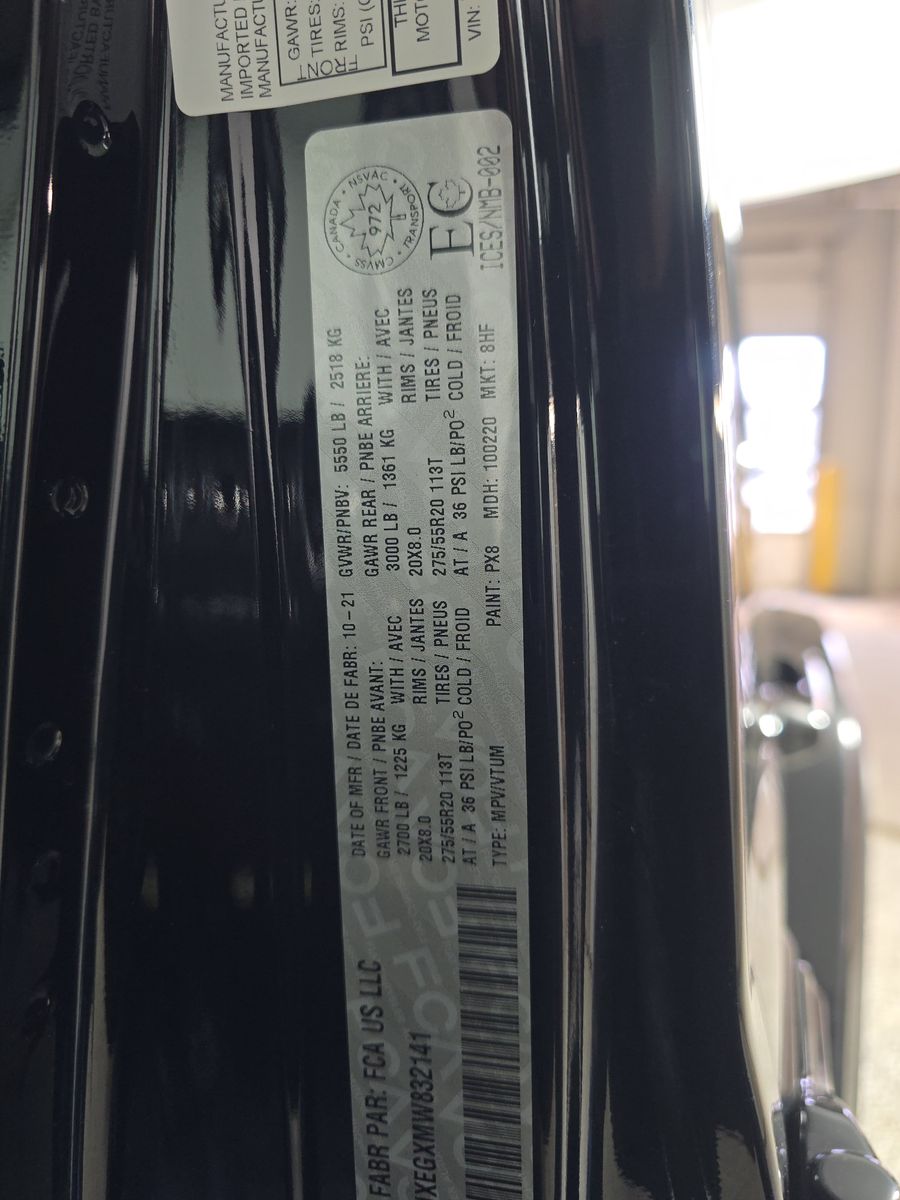 MANUFACTU
IMPORTED
MANUFACTU
GAWR:
TIRES:
RIMS:
PSI (
THI
MOT
VIN:
CANADA • NSVAC • TRANSPORT • CMVSS •
972
EC
ICES/NMB-002
FABR PAR: FCA US LLC
XEGXMW832141
DATE OF MFR / DATE DE FABR: 10-21 GVWR/PNBV: 5550 LB / 2518 KG
GAWR FRONT / PNBE AVANT: GAWR REAR / PNBE ARRIERE:
2700 LB / 1225 KG WITH / AVEC 3000 LB / 1361 KG WITH / AVEC
20X8.0 RIMS / JANTES 20X8.0 RIMS / JANTES
275/55R20 113T TIRES / PNEUS 275/55R20 113T TIRES / PNEUS
AT / A 36 PSI LB/PO² COLD / FROID AT / A 36 PSI LB/PO² COLD / FROID
TYPE: MPV/VTUM PAINT: PX8 MDH: 100220 MKT: 8HF